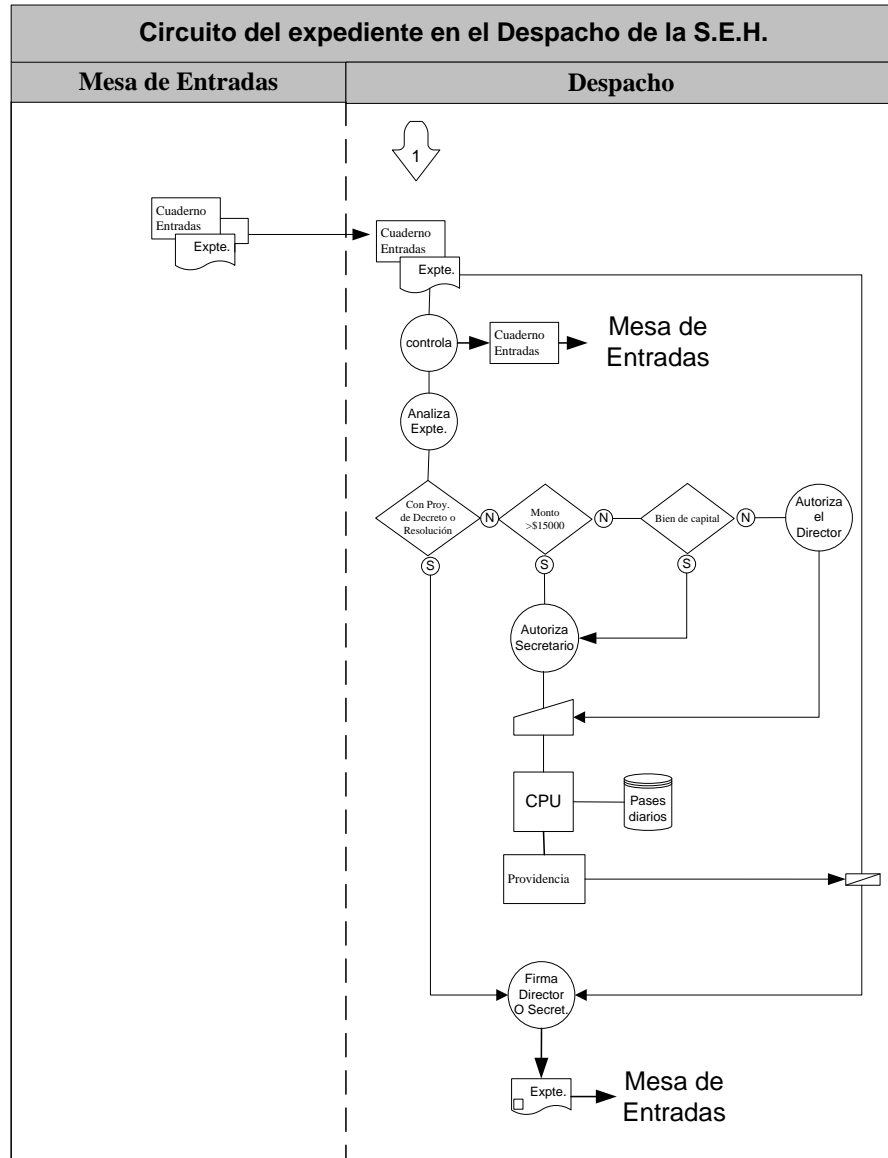 Circuito del expediente en el Despacho de la S.E.H.
Mesa de Entradas
Despacho
1
Cuaderno
Entradas
Expte.
Cuaderno
Entradas
Expte.
controla
Cuaderno
Entradas
Mesa de
Entradas
Analiza
Expte.
Con Proy.
de Decreto o
Resolución
N
Monto
>$15000
N
Bien de capital
N
Autoriza
el
Director
S
S
S
Autoriza
Secretario
CPU
Pases
diarios
Providencia
Firma
Director
O Secret.
Expte.
Mesa de
Entradas